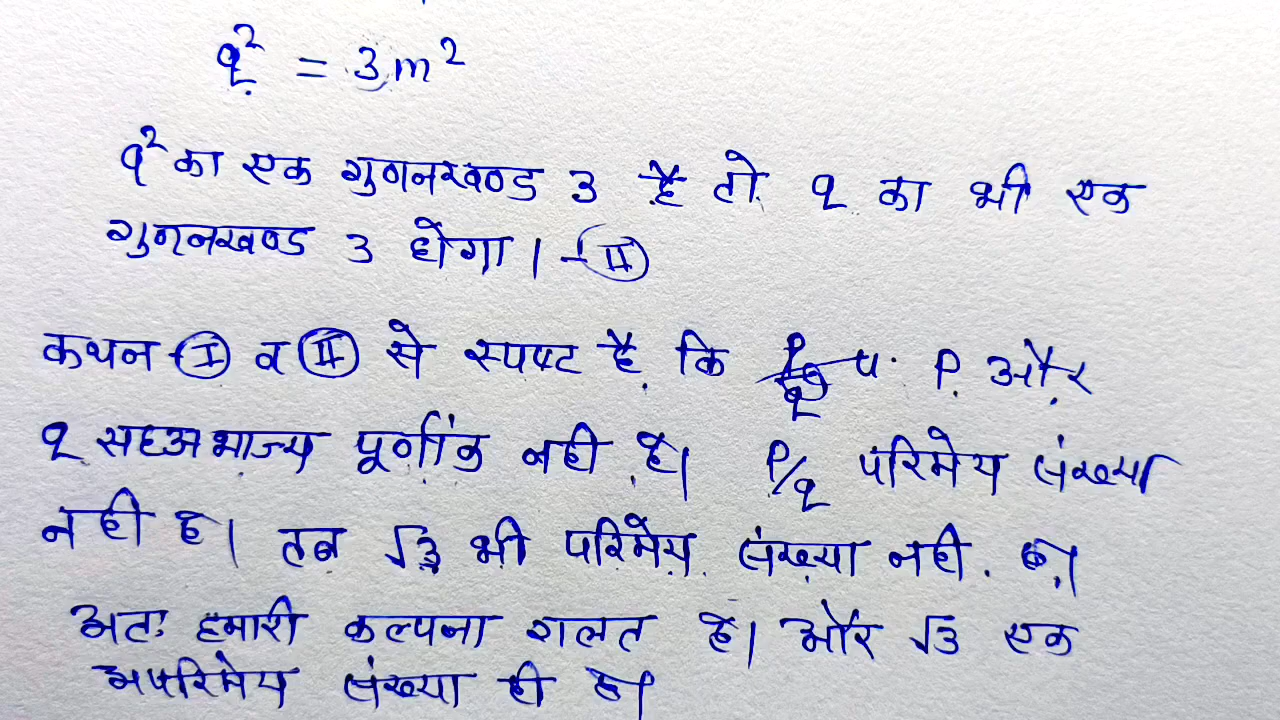 q² = 3m²
q² का एक गुणनखण्ड 3 है तो q का भी एक
गुणनखण्ड 3 होगा। -(II)
कथन (I) व (II) से स्पष्ट है कि p और
q सहअभाज्य पूर्णांक नही है। p/q परिमेय संख्या
नही है। तब √3 भी परिमेय संख्या नही है।
अतः हमारी कल्पना गलत है। और √3 एक
अपरिमेय संख्या ही है।